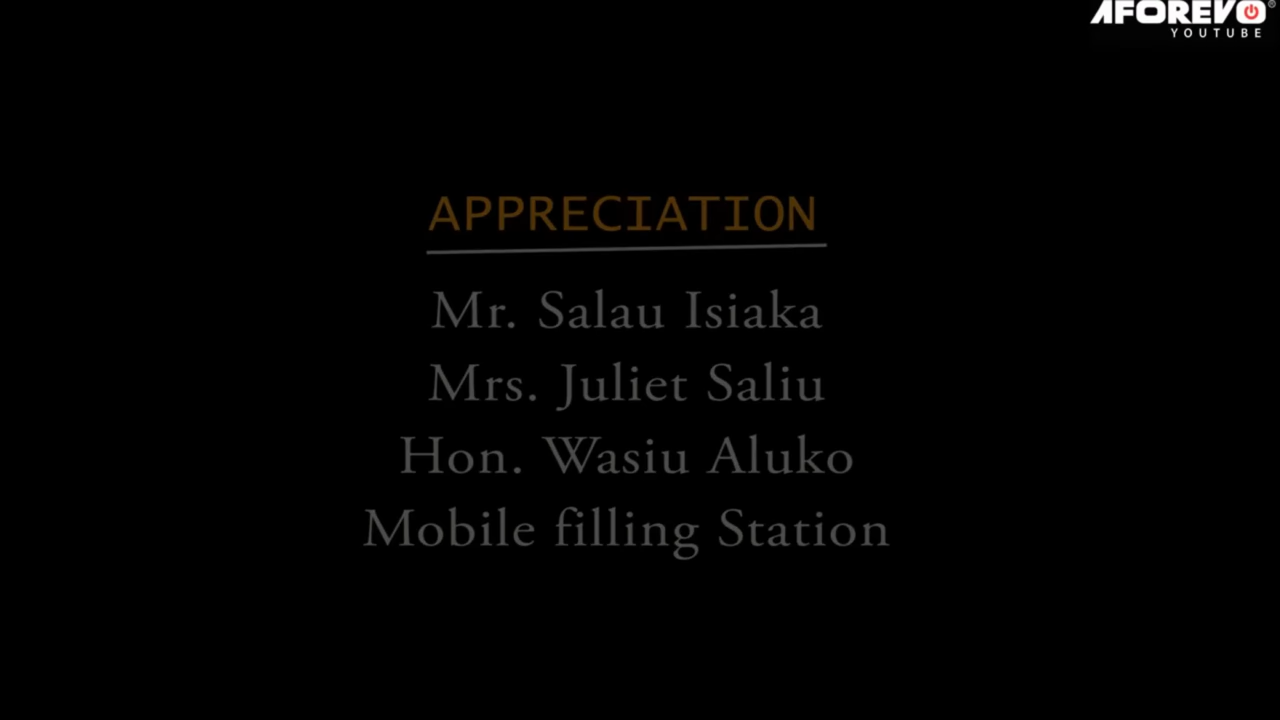 AFOREVO®
YOUTUBE
APPRECIATION
Mr. Salau Isiaka
Mrs. Juliet Saliu
Hon. Wasiu Aluko
Mobile filling Station